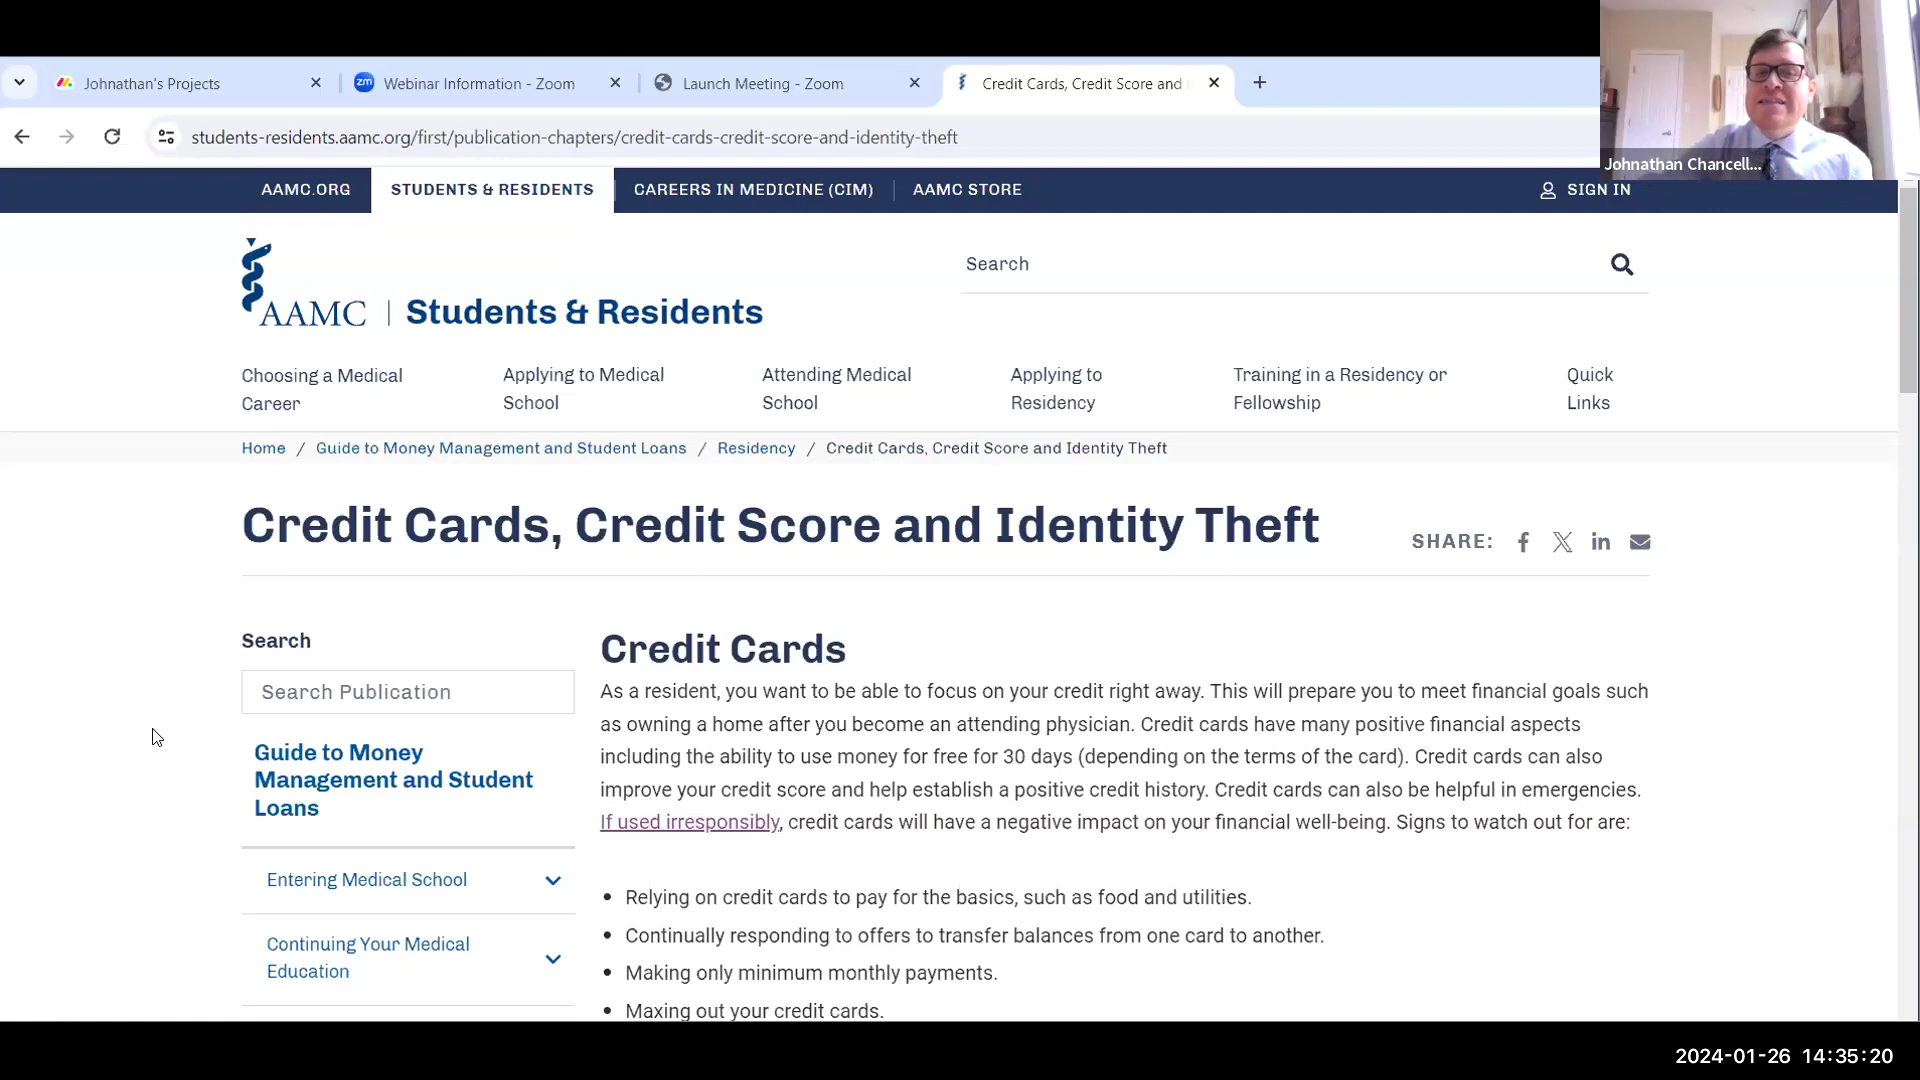 Johnathan's Projects
Webinar Information - Zoom
Launch Meeting - Zoom
Credit Cards, Credit Score and
students-residents.aamc.org/first/publication-chapters/credit-cards-credit-score-and-identity-theft
Johnathan Chancell...
AAMC.ORG
STUDENTS & RESIDENTS
CAREERS IN MEDICINE (CIM)
AAMC STORE
SIGN IN
AAMC | Students & Residents
Search
Choosing a Medical
Career
Applying to Medical
School
Attending Medical
School
Applying to
Residency
Training in a Residency or
Fellowship
Quick
Links
Home / Guide to Money Management and Student Loans / Residency / Credit Cards, Credit Score and Identity Theft
Credit Cards, Credit Score and Identity Theft
SHARE:
Search
Search Publication
Guide to Money
Management and Student
Loans
Entering Medical School
Continuing Your Medical
Education
Credit Cards
As a resident, you want to be able to focus on your credit right away. This will prepare you to meet financial goals such
as owning a home after you become an attending physician. Credit cards have many positive financial aspects
including the ability to use money for free for 30 days (depending on the terms of the card). Credit cards can also
improve your credit score and help establish a positive credit history. Credit cards can also be helpful in emergencies.
If used irresponsibly, credit cards will have a negative impact on your financial well-being. Signs to watch out for are:
• Relying on credit cards to pay for the basics, such as food and utilities.
• Continually responding to offers to transfer balances from one card to another.
• Making only minimum monthly payments.
• Maxing out your credit cards.
2024-01-26 14:35:20